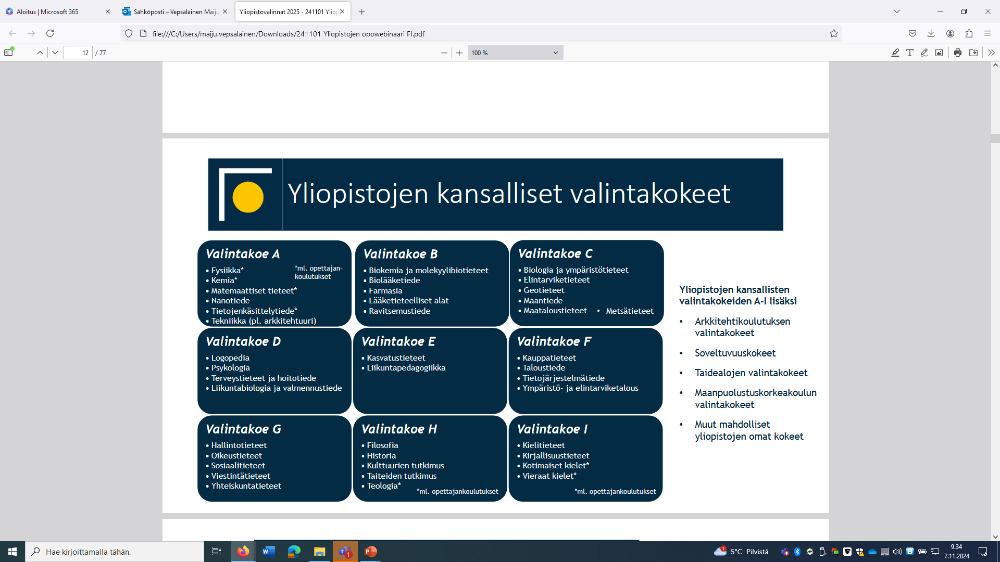 Aloitus | Microsoft 365
Sähköposti – Vepsäläinen Maiju
Yliopistovalinnat 2025 - 241101 Yliop
file:///C:/Users/maiju.vepsalainen/Downloads/241101 Yliopistojen opowebinaari FI.pdf
12 / 77
100 %
Yliopistojen kansalliset valintakokeet
Valintakoe A
• Fysiikka*
• Kemia*
• Matemaattiset tieteet*
• Nanotiede
• Tietojenkäsittelytiede*
• Tekniikka (pl. arkkitehtuuri)
*ml. opettajan-
koulutukset
Valintakoe B
• Biokemia ja molekyylibiotieteet
• Biolääketiede
• Farmasia
• Lääketieteelliset alat
• Ravitsemustiede
Valintakoe C
• Biologia ja ympäristötieteet
• Elintarviketieteet
• Geotieteet
• Maantiede
• Maataloustieteet • Metsätieteet
Valintakoe D
• Logopedia
• Psykologia
• Terveystieteet ja hoitotiede
• Liikuntabiologia ja valmennustiede
Valintakoe E
• Kasvatustieteet
• Liikuntapedagogiikka
Valintakoe F
• Kauppatieteet
• Taloustiede
• Tietojärjestelmätiede
• Ympäristö- ja elintarviketalous
Valintakoe G
• Hallintotieteet
• Oikeustieteet
• Sosiaalitieteet
• Viestintätieteet
• Yhteiskuntatieteet
Valintakoe H
• Filosofia
• Historia
• Kulttuurien tutkimus
• Taiteiden tutkimus
• Teologia*
*ml. opettajankoulutukset
Valintakoe I
• Kielitieteet
• Kirjallisuustieteet
• Kotimaiset kielet*
• Vieraat kielet*
*ml. opettajankoulutukset
Yliopistojen kansallisten
valintakokeiden A-I lisäksi
• Arkkitehtikoulutuksen
valintakokeet
• Soveltuvuuskokeet
• Taidealojen valintakokeet
• Maanpuolustuskorkeakoulun
valintakokeet
• Muut mahdolliset
yliopistojen omat kokeet
Hae kirjoittamalla tähän.
5°C Pilvistä
9.34
7.11.2024